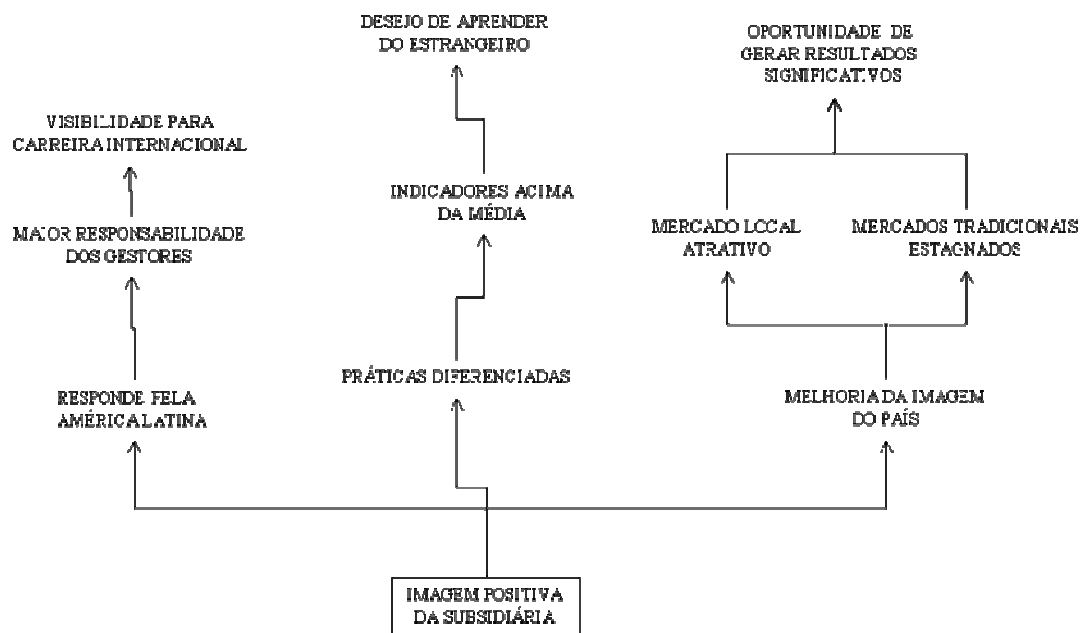 DESEJO DE APRENDER
DO ESTRANGEIRO
OPORTUNIDADE DE
GERAR RESULTADOS
SIGNIFICATIVOS
VISIBILIDADE PARA
CARREIRA INTERNACIONAL
INDICADORES ACIMA
DA MÉDIA
MAIOR RESPONSABILIDADE
DOS GESTORES
MERCADO LOCAL
ATRATIVO
MERCADOS TRADICIONAIS
ESTAGNADOS
PRÁTICAS DIFERENCIADAS
RESPONDE PELA
AMÉRICA LATINA
MELHORIA DA IMAGEM
DO PAÍS
IMAGEM POSITIVA
DA SUBSIDIÁRIA